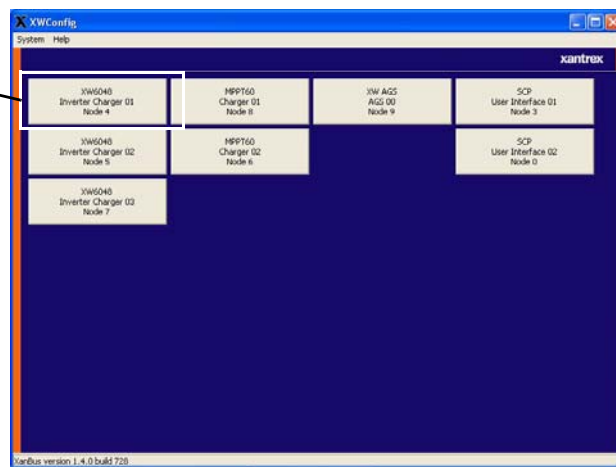 XWConfig
System Help
xantrex
XW6048
Inverter Charger 01
Node 4
MPPT60
Charger 01
Node 8
XW AGS
AGS 00
Node 9
SCP
User Interface 01
Node 3
XW6048
Inverter Charger 02
Node 5
MPPT60
Charger 02
Node 6
SCP
User Interface 02
Node 0
XW6048
Inverter Charger 03
Node 7
XanBus version 1.4.0 build 728